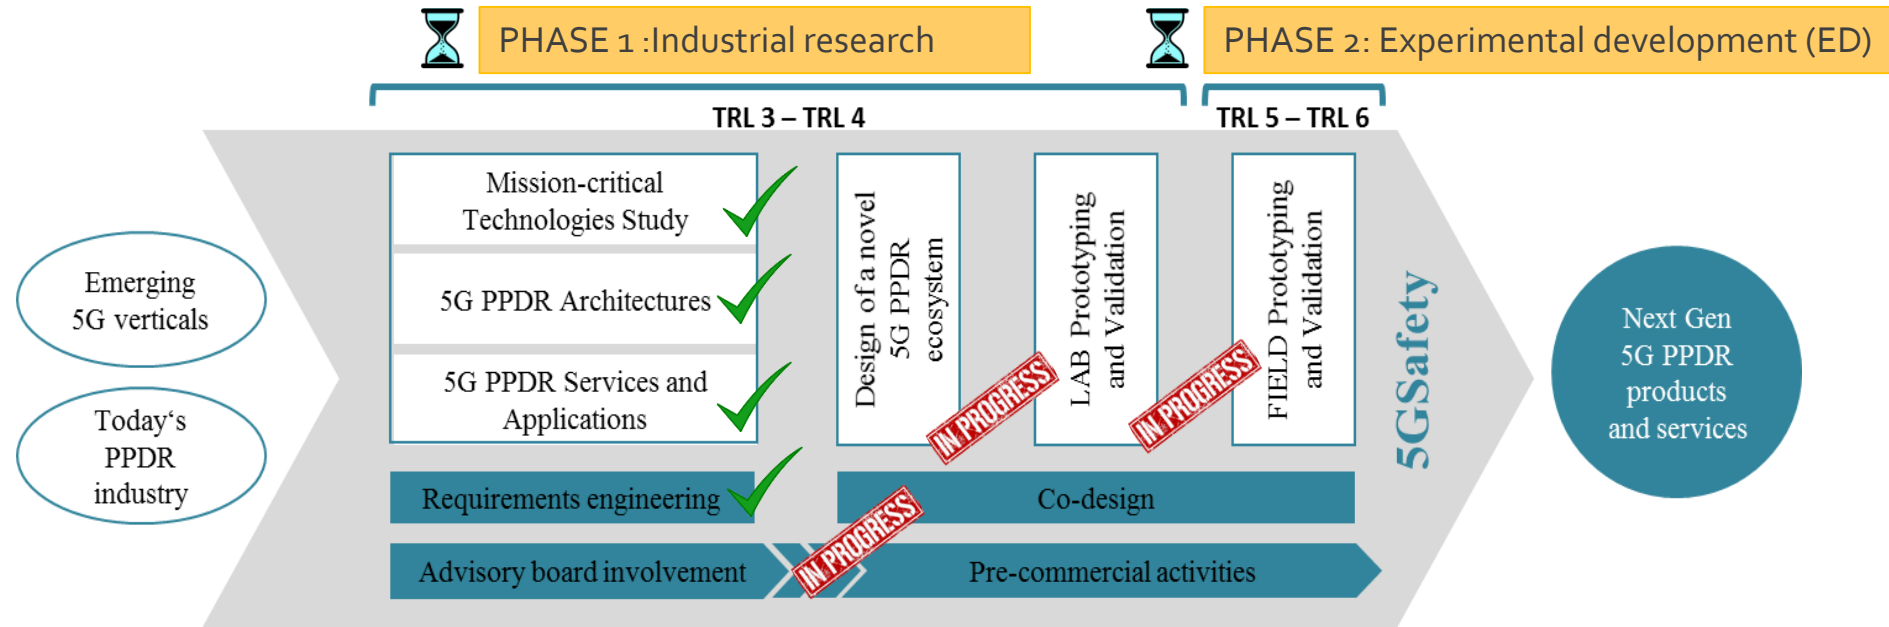 PHASE 1 :Industrial research
PHASE 2: Experimental development (ED)
TRL 3 – TRL 4
TRL 5 – TRL 6
Emerging
5G verticals
Today‘s
PPDR
industry
Mission-critical
Technologies Study
5G PPDR Architectures
5G PPDR Services and
Applications
Design of a novel
5G PPDR
ecosystem
IN PROGRESS
LAB Prototyping
and Validation
IN PROGRESS
FIELD Prototyping
and Validation
Requirements engineering
Co-design
IN PROGRESS
Advisory board involvement
Pre-commercial activities
5GSafety
Next Gen
5G PPDR
products
and services